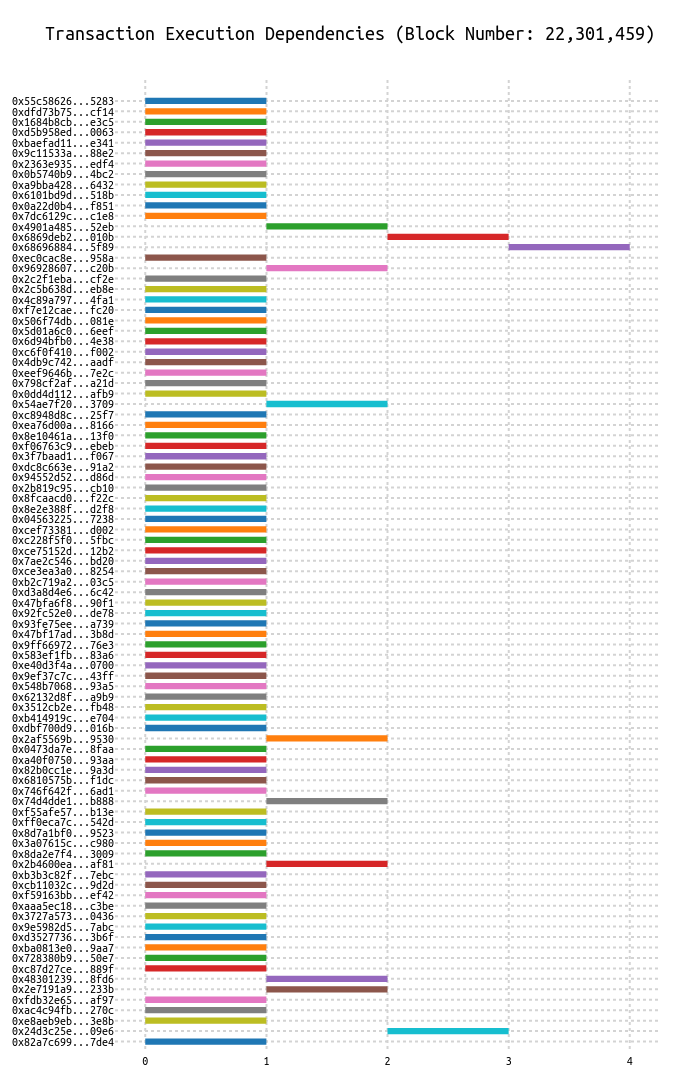 Transaction Execution Dependencies (Block Number: 22,301,459)
0x55c58626...5283
0xdfd73b75...cf14
0x1684b8cb...e3c5
0xd5b958ed...0063
0xbaefad11...e341
0x9c11533a...88e2
0x2363e935...edf4
0x0b5740b9...4bc2
0xa9bba428...6432
0x6101bd9d...518b
0x0a22d0b4...f851
0x7dc6129c...c1e8
0x4901a485...52eb
0x6869deb2...010b
0x68696884...5f89
0xec0cac8e...958a
0x96928607...c20b
0x2c2f1eba...cf2e
0x2c5b638d...eb8e
0x4c89a797...4fa1
0xf7e12cae...fc20
0x506f74db...081e
0x5d01a6c0...6eef
0x6d94bfb0...4e38
0xc6f0f410...f002
0x4db9c742...aadf
0xeef9646b...7e2c
0x798cf2af...a21d
0x0dd4d112...afb9
0x54ae7f20...3709
0xc8948d8c...25f7
0xea76d00a...8166
0x8e10461a...13f0
0xf06763c9...ebeb
0x3f7baad1...f067
0xdc8c663e...91a2
0x94552d52...d86d
0x2b819c95...cb10
0x8fcaacd0...f22c
0x8e2e388f...d2f8
0x04563225...7238
0xcef73381...d002
0xc228f5f0...5fbc
0xce75152d...12b2
0x7ae2c546...bd20
0xce3ea3a0...8254
0xb2c719a2...03c5
0xd3a8d4e6...6c42
0x47bfa6f8...90f1
0x92fc52e0...de78
0x93fe75ee...a739
0x47bf17ad...3b8d
0x9ff66972...76e3
0x583ef1fb...83a6
0xe40d3f4a...0700
0x9ef37c7c...43ff
0x548b7068...93a5
0x62132d8f...a9b9
0x3512cb2e...fb48
0xb414919c...e704
0xdbf700d9...016b
0x2af5569b...9530
0x0473da7e...8faa
0xa40f0750...93aa
0x82b0cc1e...9a3d
0x6810575b...f1dc
0x746f642f...6ad1
0x74d4dde1...b888
0xf55afe57...b13e
0xff0eca7c...542d
0x8d7a1bf0...9523
0x3a07615c...c980
0x8da2e7f4...3009
0x2b4600ea...af81
0xb3b3c82f...7ebc
0xcb11032c...9d2d
0xf59163bb...ef42
0xaaa5ec18...c3be
0x3727a573...0436
0x9e5982d5...7abc
0xd3527736...3b6f
0xba0813e0...9aa7
0x728380b9...50e7
0xc87d27ce...889f
0x48301239...8fd6
0x2e7191a9...233b
0xfdb32e65...af97
0xac4c94fb...270c
0xe8aeb9eb...3e8b
0x24d3c25e...09e6
0x82a7c699...7de4
0 1 2 3 4